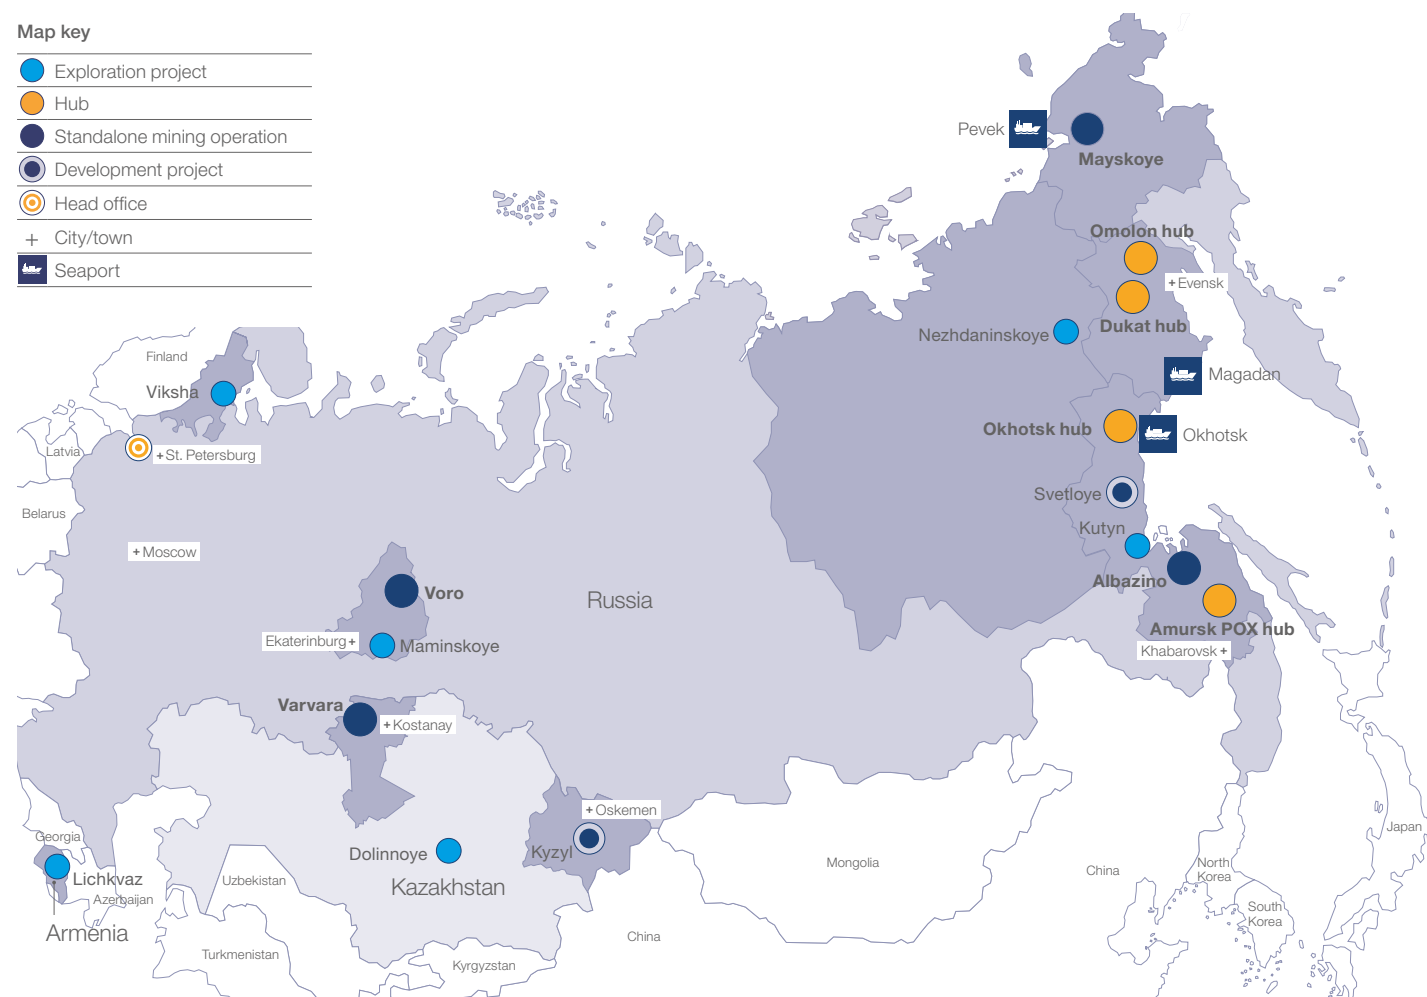 Map key
Exploration project
Hub
Standalone mining operation
Development project
Head office
City/town
Seaport
Pevek
Mayskoye
Omolon hub
+Evensk
Dukat hub
Nezhdaninskoye
Magadan
Finland
Viksha
Okhotsk hub
Okhotsk
Latvia
+St. Petersburg
Svetloye
Belarus
Kutyn
+Moscow
Albazino
Voro
Russia
Amursk POX hub
Ekaterinburg+
Maminskoye
Khabarovsk+
Varvara
+Kostanay
+Oskemen
Georgia
Japan
Dolinnoye
Kyzyl
Mongolia
North
Korea
China
Lichkvaz
Uzbekistan
Kazakhstan
Azerbaijan
South
Korea
Armenia
China
Turkmenistan
Kyrgyzstan